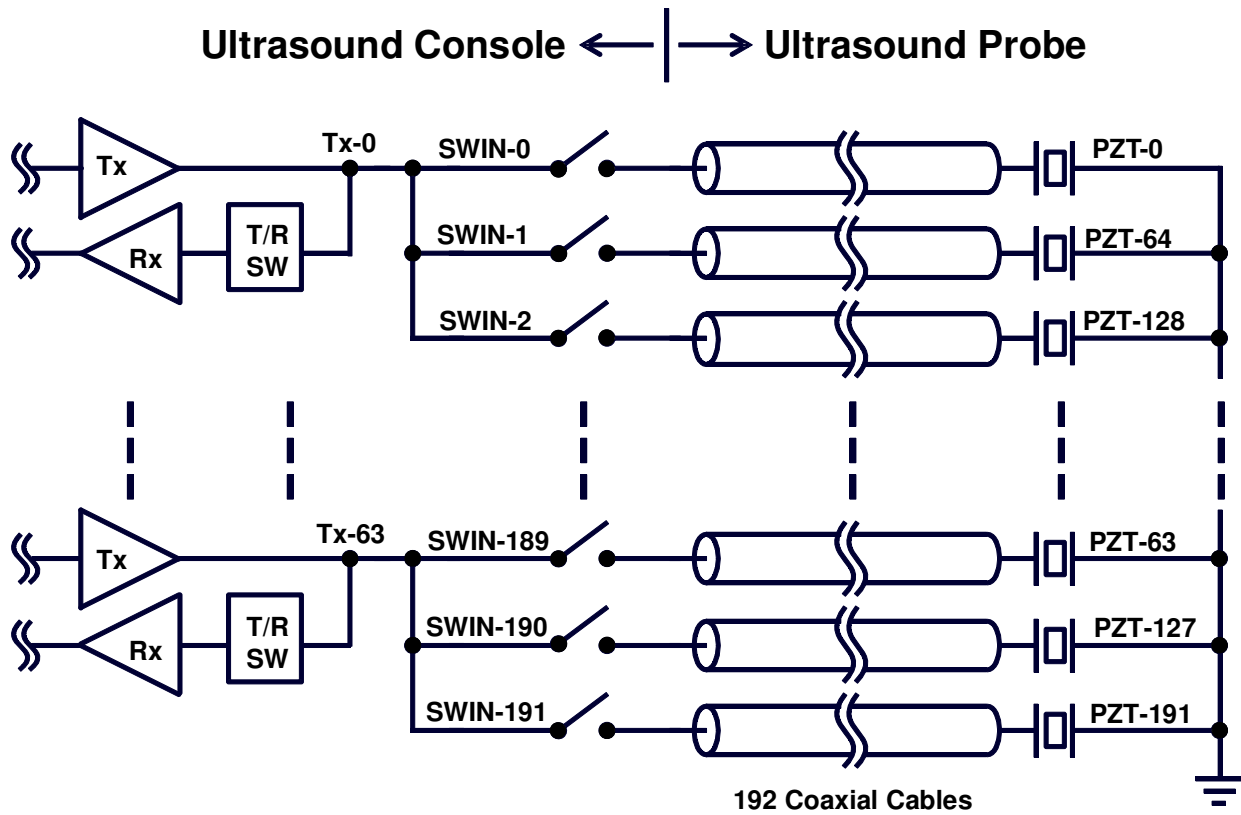 Ultrasound Console
Ultrasound Probe
Tx
Tx-0
SWIN-0
PZT-0
Rx
T/R
SW
SWIN-1
PZT-64
SWIN-2
PZT-128
Tx
Tx-63
SWIN-189
PZT-63
Rx
T/R
SW
SWIN-190
PZT-127
SWIN-191
PZT-191
192 Coaxial Cables